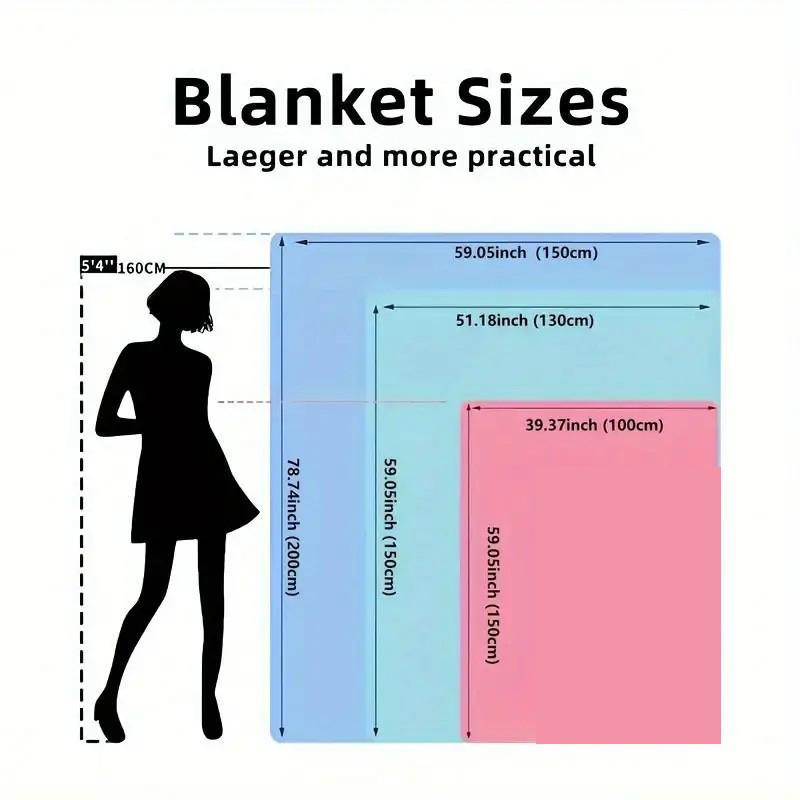 Blanket Sizes
Laeger and more practical
59.05inch (150cm)
5'4" 160CM
51.18inch (130cm)
39.37inch (100cm)
78.74inch (200cm)
59.05inch (150cm)
59.05inch (150cm)